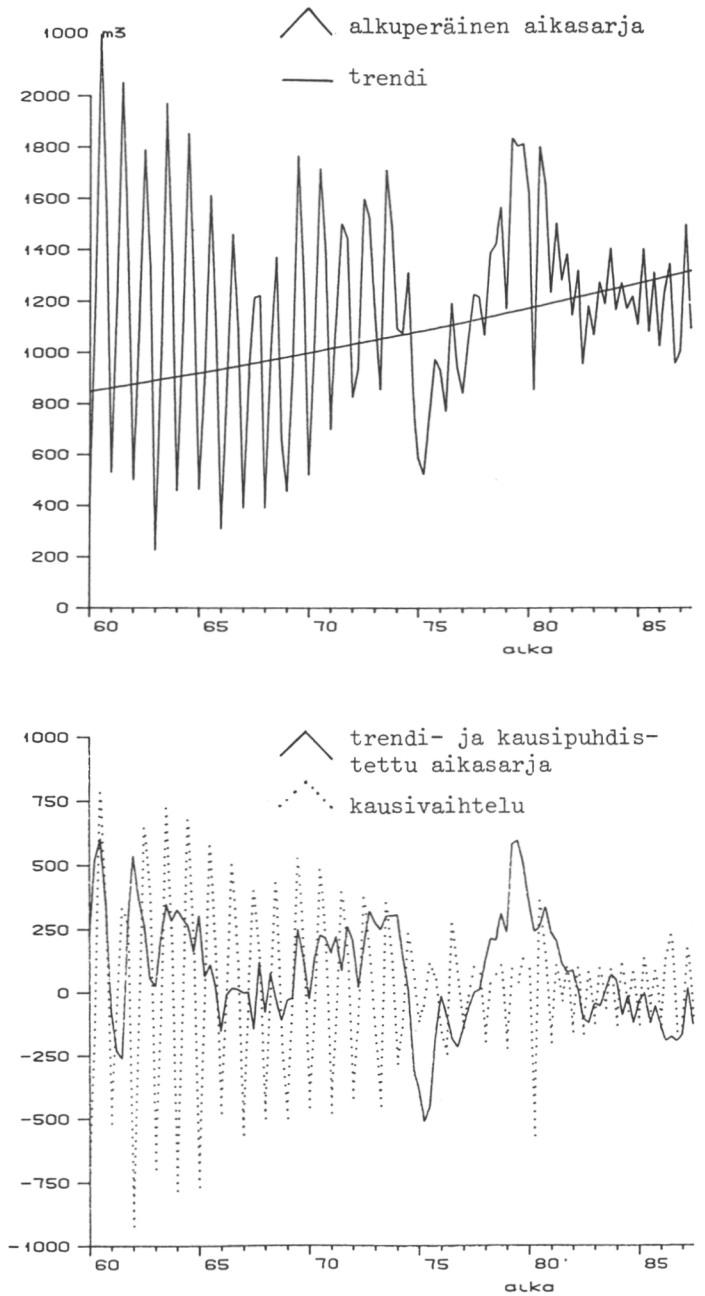 1000 m3
alkuperäinen aikasarja
trendi
2000
1800
1600
1400
1200
1000
800
600
400
200
0
60 65 70 75 80 85
aika
1000
trendi- ja kausipuhdis-
tettu aikasarja
750
kausivaihtelu
500
250
0
-250
-500
-750
-1000
60 65 70 75 80 85
aika